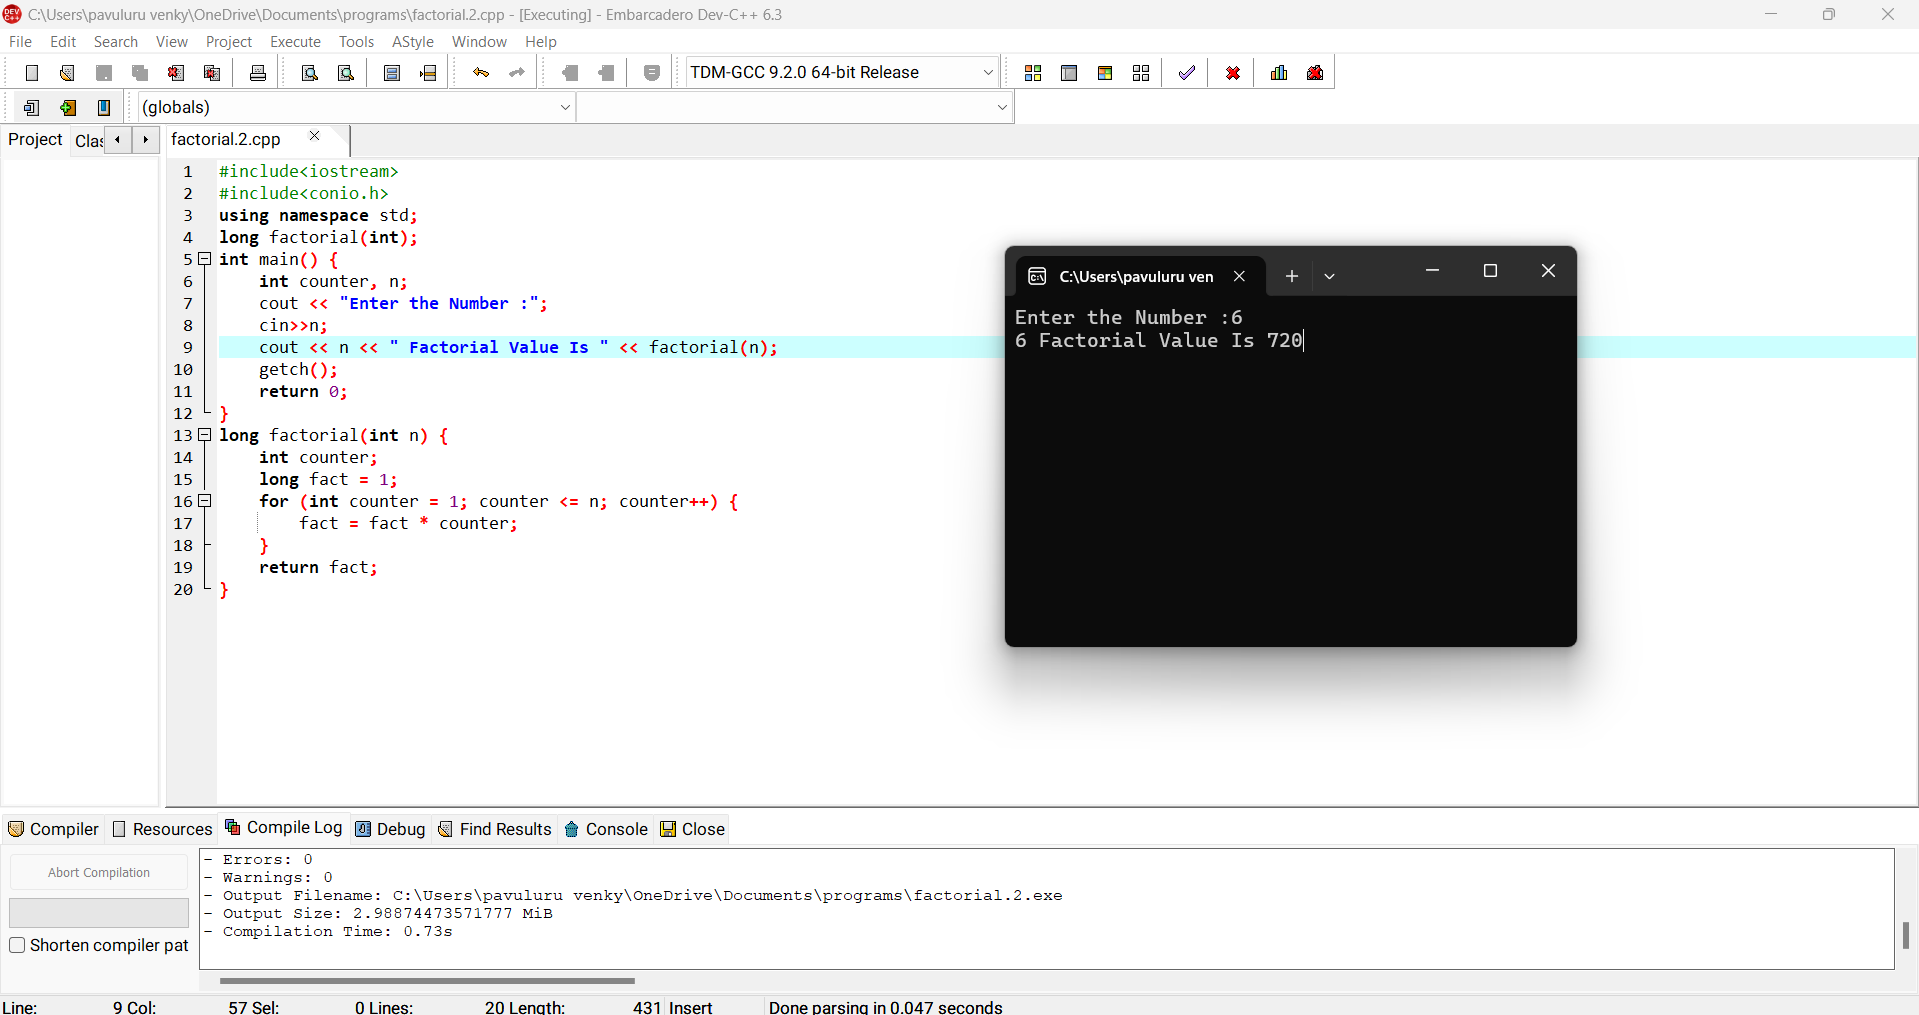 C:\Users\pavuluru venky\OneDrive\Documents\programs\factorial.2.cpp - [Executing] - Embarcadero Dev-C++ 6.3
File Edit Search View Project Execute Tools AStyle Window Help
TDM-GCC 9.2.0 64-bit Release
(globals)
Project Clas factorial.2.cpp
1 #include<iostream>
2 #include<conio.h>
3 using namespace std;
4 long factorial(int);
5 int main() {
6 int counter, n;
7 cout << "Enter the Number :";
8 cin>>n;
9 cout << n << " Factorial Value Is " << factorial(n);
10 getch();
11 return 0;
12 }
13 long factorial(int n) {
14 int counter;
15 long fact = 1;
16 for (int counter = 1; counter <= n; counter++) {
17 fact = fact * counter;
18 }
19 return fact;
20 }
C:\Users\pavuluru ven
Enter the Number :6
6 Factorial Value Is 720
Compiler Resources Compile Log Debug Find Results Console Close
Abort Compilation
Shorten compiler pat
- Errors: 0
- Warnings: 0
- Output Filename: C:\Users\pavuluru venky\OneDrive\Documents\programs\factorial.2.exe
- Output Size: 2.98874473571777 MiB
- Compilation Time: 0.73s
Line: 9 Col: 57 Sel: 0 Lines: 20 Length: 431 Insert Done parsing in 0.047 seconds